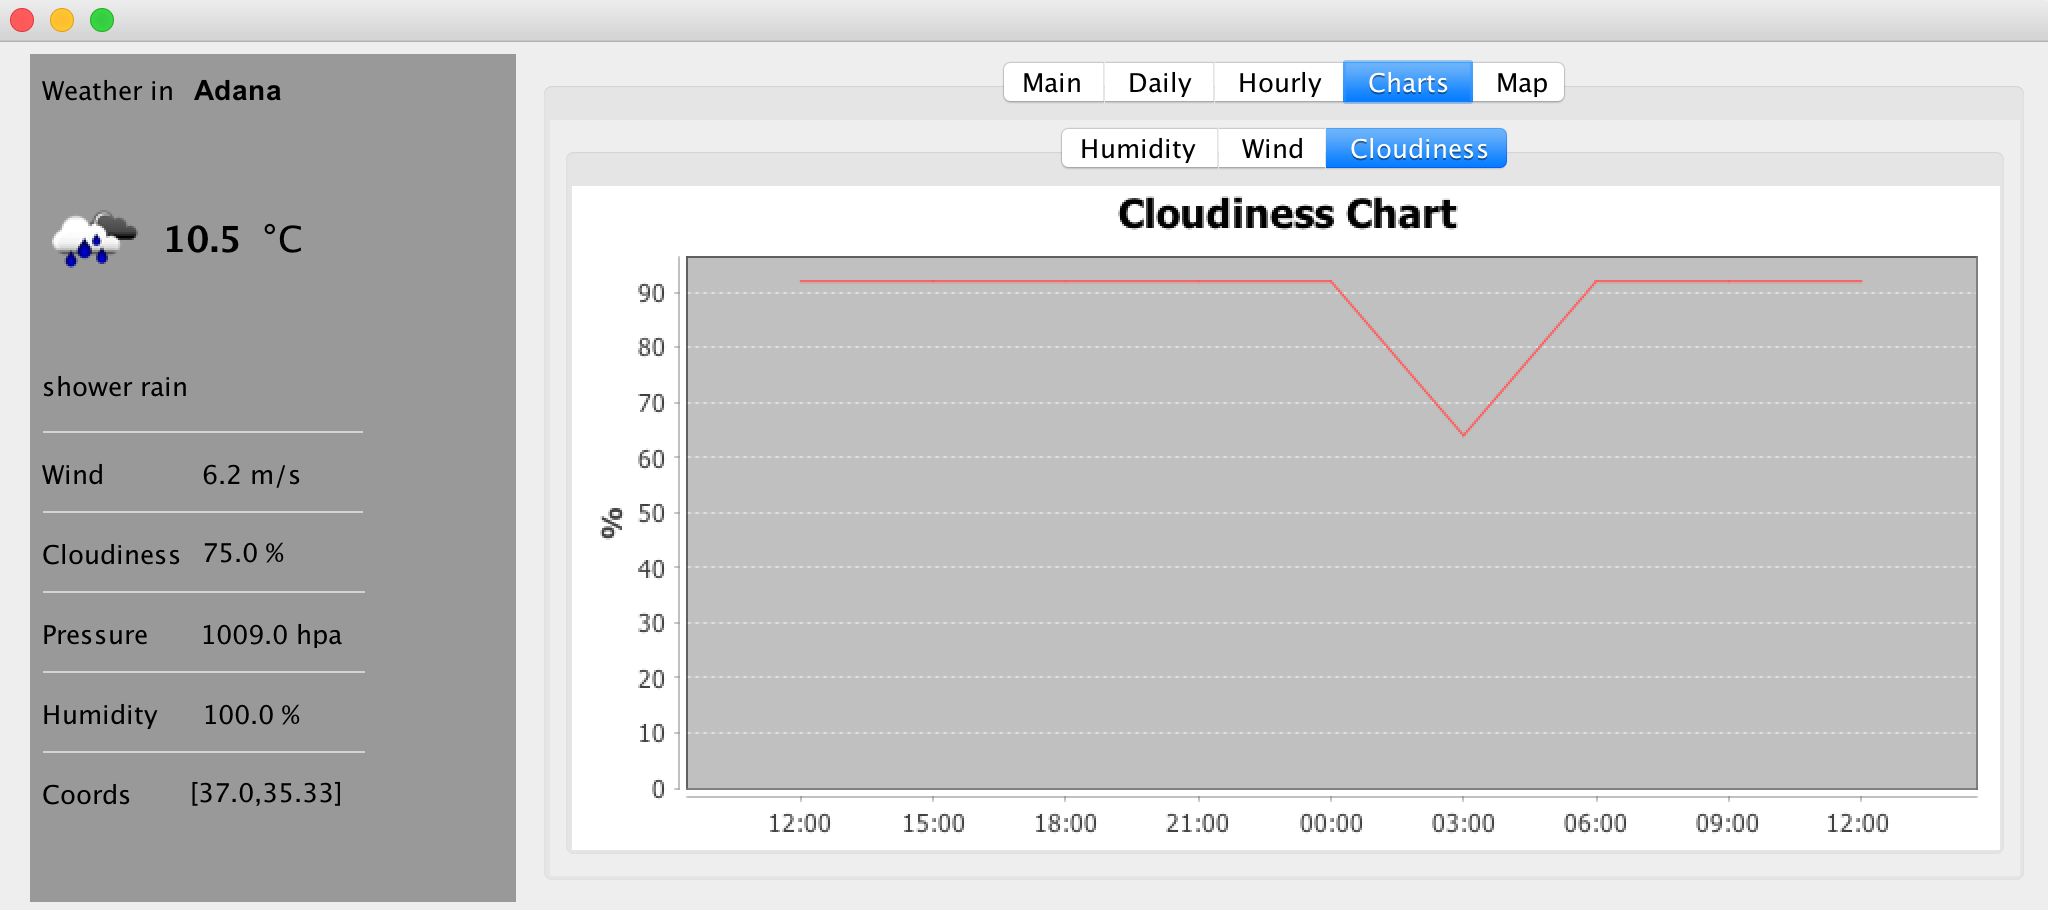 Weather in Adana
10.5 °C
shower rain
Wind 6.2 m/s
Cloudiness 75.0 %
Pressure 1009.0 hpa
Humidity 100.0 %
Coords [37.0,35.33]
Main Daily Hourly Charts Map
Humidity Wind Cloudiness
Cloudiness Chart
%
90
80
70
60
50
40
30
20
10
0
12:00 15:00 18:00 21:00 00:00 03:00 06:00 09:00 12:00